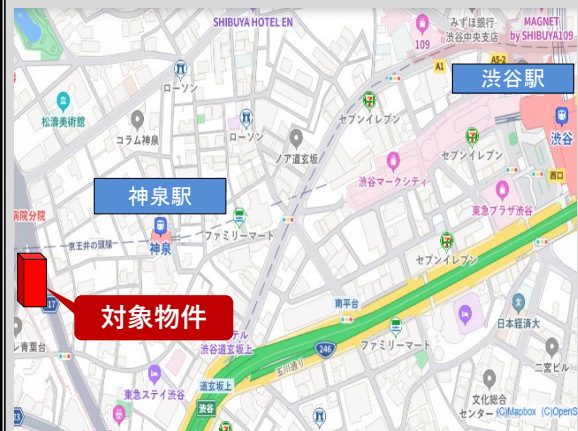 SHIBUYA HOTEL EN
109
みずほ銀行
渋谷中央支店
MAGNET
by SHIBUYA109
A1
A5-2
渋谷駅
ローソン
松濤美術館
コラム神泉
ローソン
セブンイレブン
渋谷
ノア道玄坂
セブンイレブン
渋谷マークシティ
西口
神泉駅
東急プラザ渋谷
病院分院
京王井の頭線
神泉
ファミリーマート
セブンイレブン
317
対象物件
南平台
日本経済大
レ青葉台
テル
渋谷道玄坂上
246
ファミリーマート
玉川通り
二宮ビル
東急ステイ渋谷
道玄坂上
渋谷
文化総合
センター
(C)Mapbox (C)OpenS